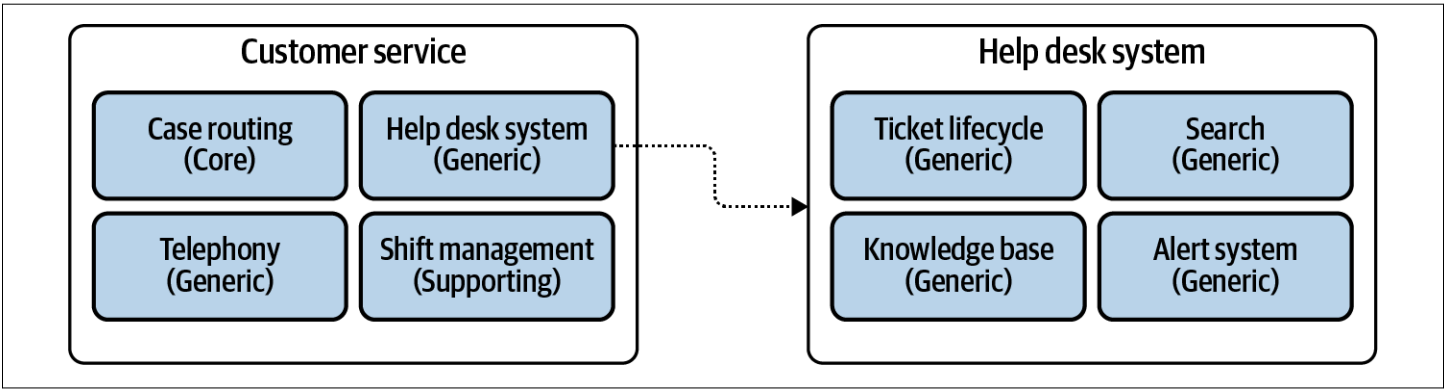 Customer service
Case routing
(Core)
Help desk system
(Generic)
Telephony
(Generic)
Shift management
(Supporting)
Help desk system
Ticket lifecycle
(Generic)
Search
(Generic)
Knowledge base
(Generic)
Alert system
(Generic)